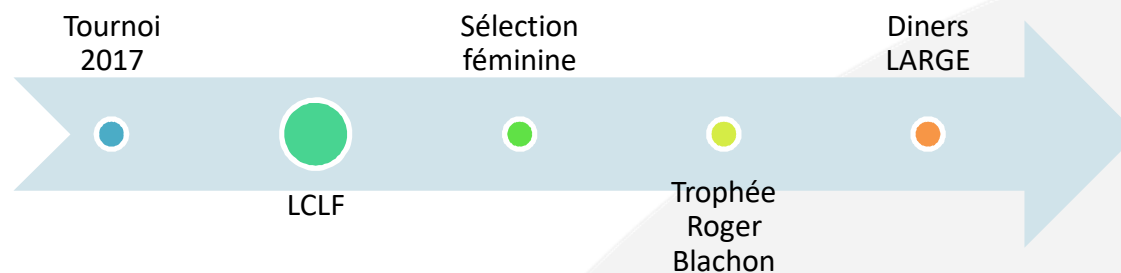 Tournoi
2017
LCLF
Sélection
féminine
Trophée
Roger
Blachon
Diners
LARGE